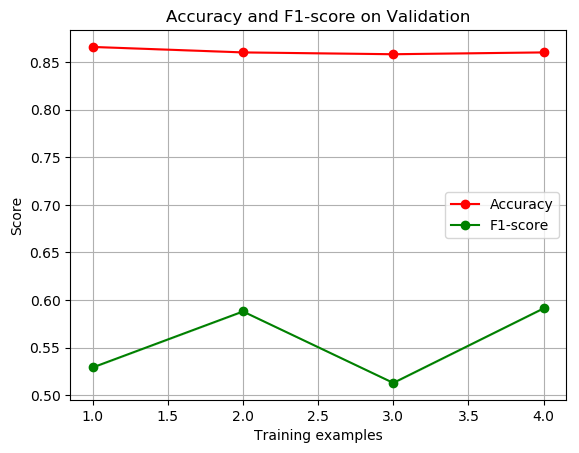 Accuracy and F1-score on Validation
0.85
0.80
0.75
0.70
0.65
0.60
0.55
0.50
Score
Accuracy
F1-score
1.0 1.5 2.0 2.5 3.0 3.5 4.0
Training examples